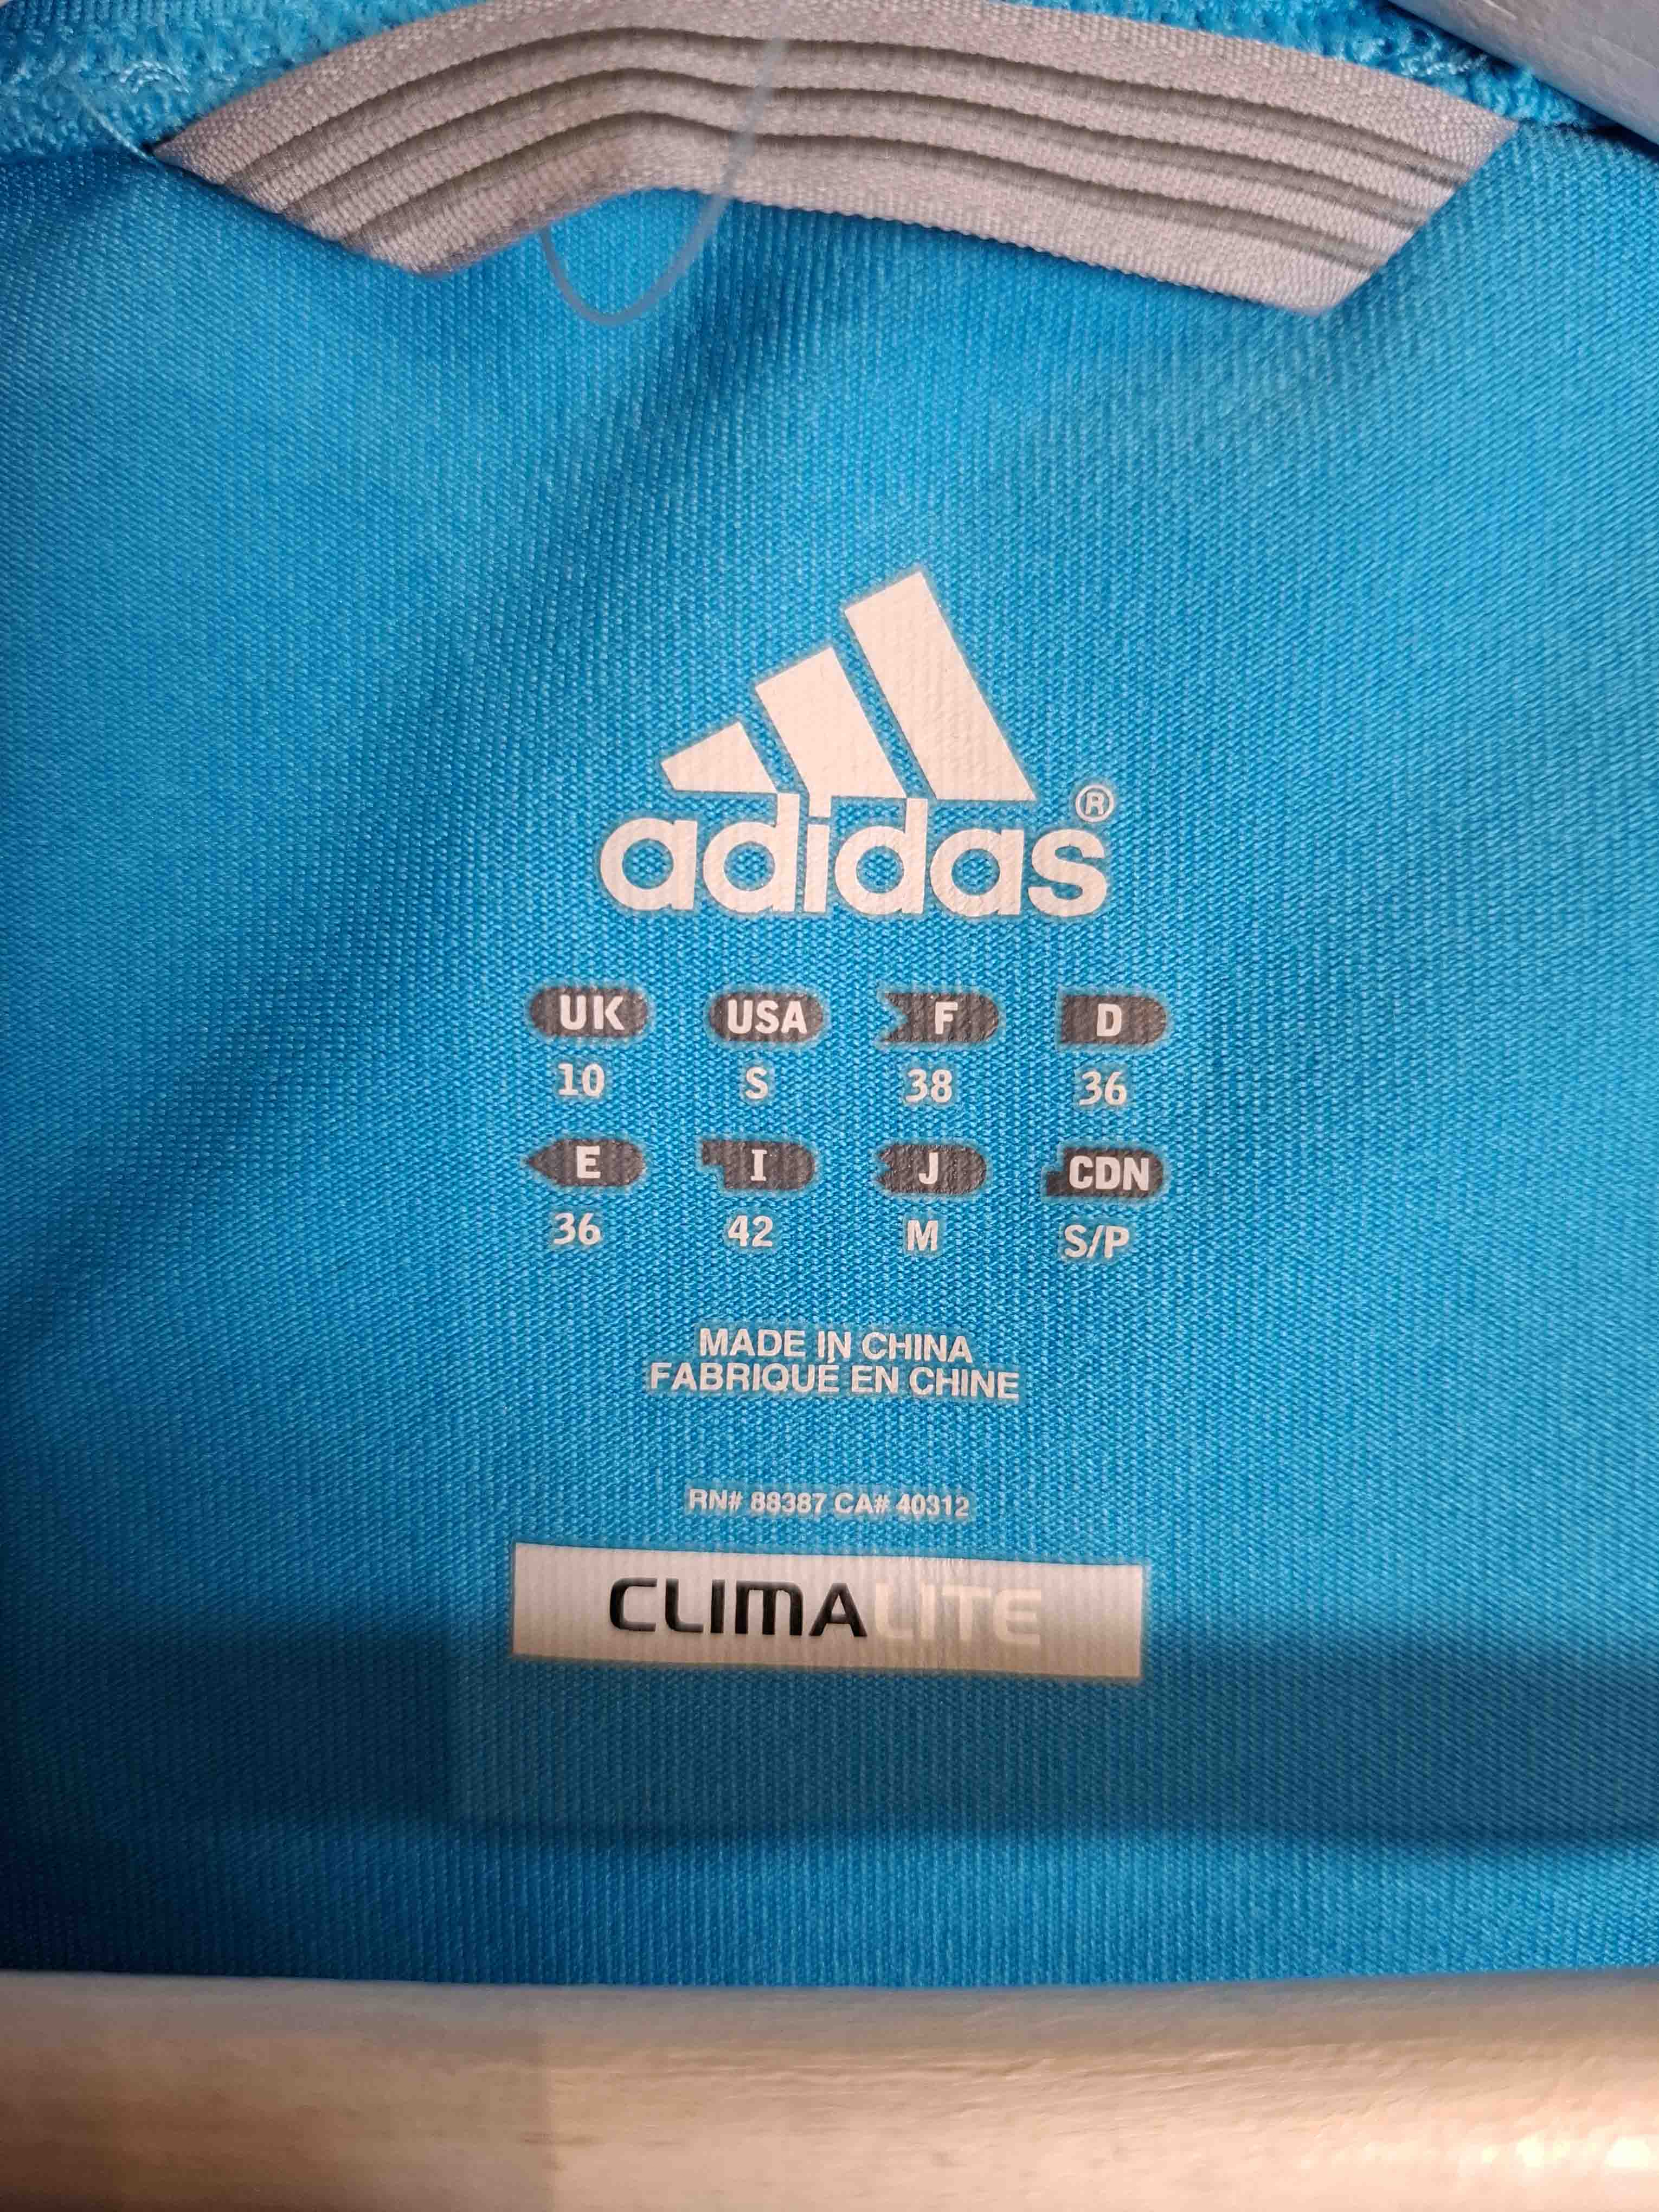 adidas®
UK USA F D
10 S 38 36
E I J CDN
36 42 M S/P
MADE IN CHINA
FABRIQUÉ EN CHINE
RN# 88387 CA# 40312
CLIMALITE